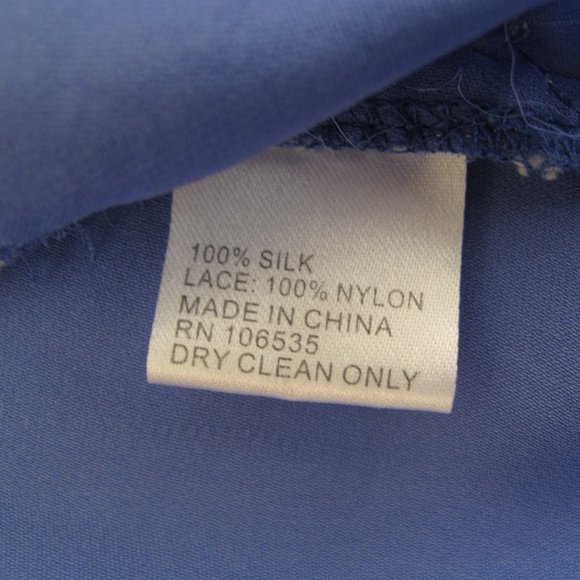 100% SILK
LACE: 100% NYLON
MADE IN CHINA
RN 106535
DRY CLEAN ONLY